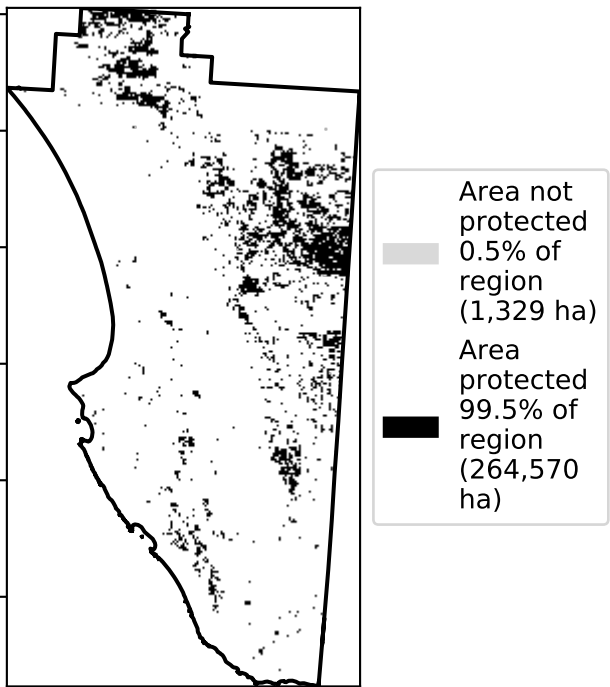 Area not
protected
0.5% of
region
(1,329 ha)
Area
protected
99.5% of
region
(264,570
ha)